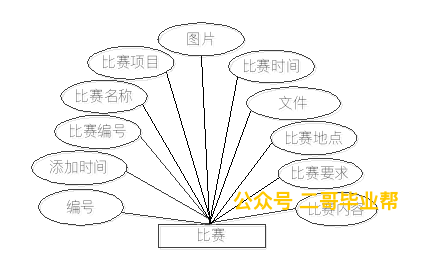 图片
比赛项目
比赛时间
比赛名称
文件
比赛编号
比赛地点
添加时间
比赛要求
编号
公众号 二哥毕业帮
比赛内容
比赛